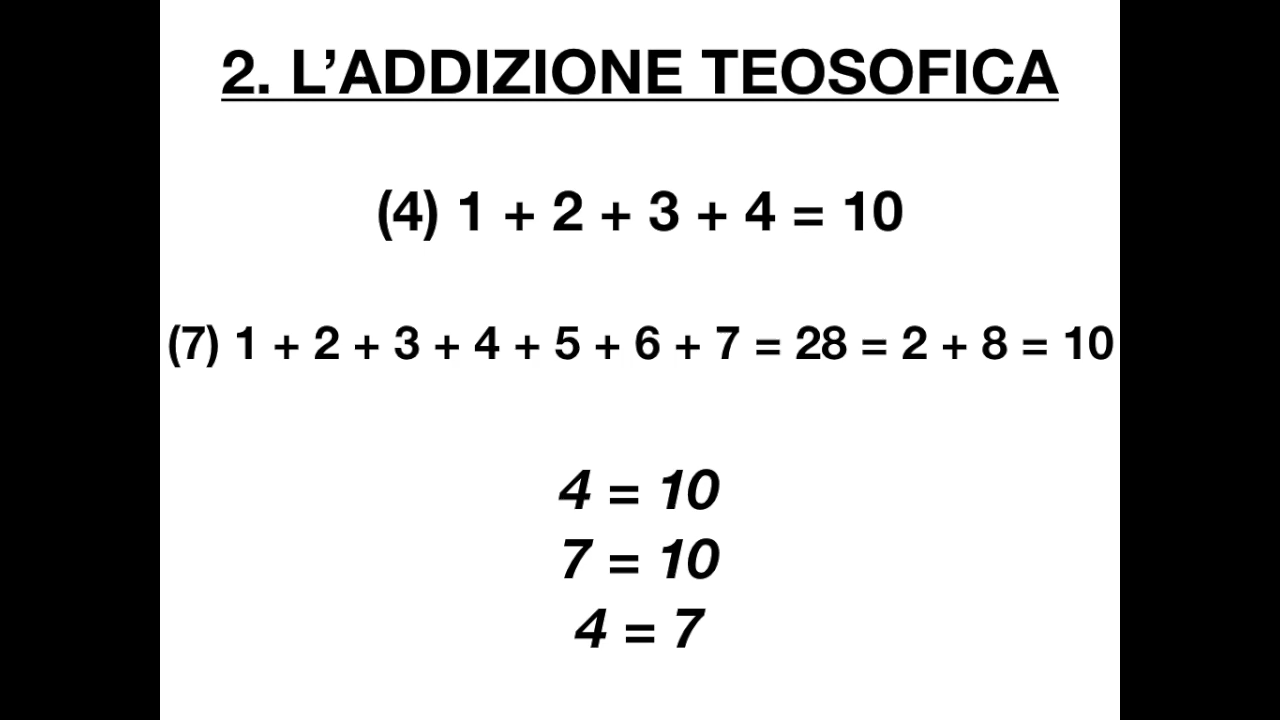 2. L’ADDIZIONE TEOSOFICA
(4) 1 + 2 + 3 + 4 = 10
(7) 1 + 2 + 3 + 4 + 5 + 6 + 7 = 28 = 2 + 8 = 10
4 = 10
7 = 10
4 = 7